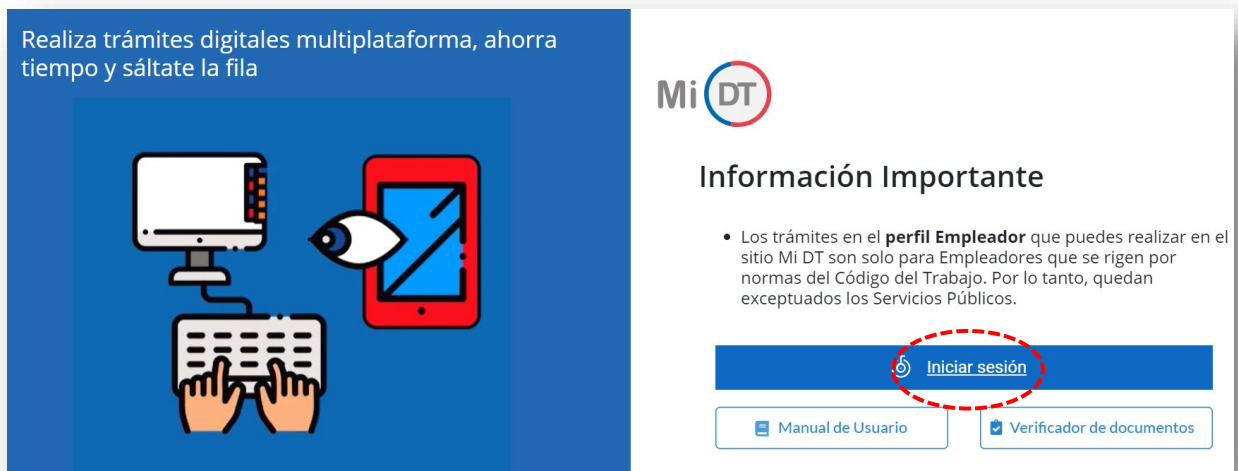 Realiza trámites digitales multiplataforma, ahorra
tiempo y sáltate la fila
Mi DT
Información Importante
• Los trámites en el perfil Empleador que puedes realizar en el
sitio Mi DT son solo para Empleadores que se rigen por
normas del Código del Trabajo. Por lo tanto, quedan
exceptuados los Servicios Públicos.
Iniciar sesión
Manual de Usuario
Verificador de documentos